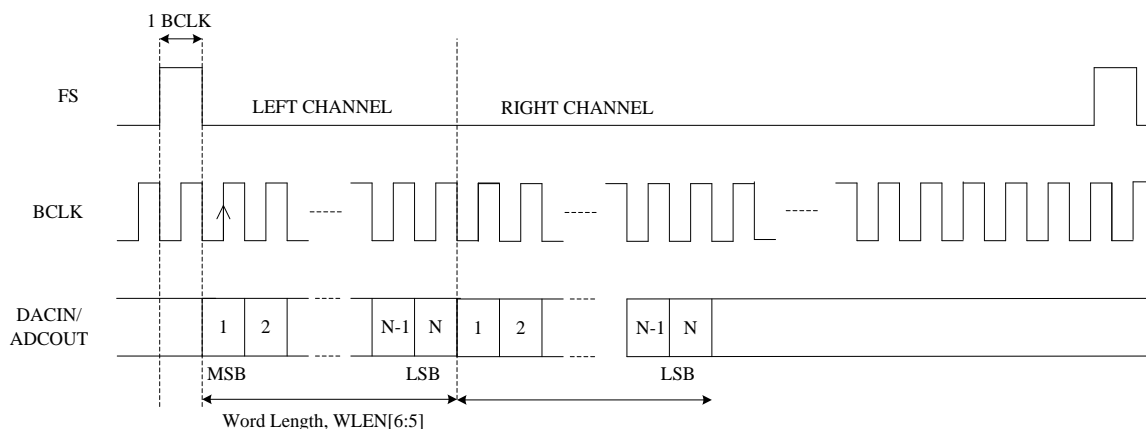 1 BCLK
FS
LEFT CHANNEL
RIGHT CHANNEL
BCLK
DACIN/
ADCOUT
1 2 N-1 N 1 2 N-1 N
MSB LSB LSB
Word Length, WLEN[6:5]